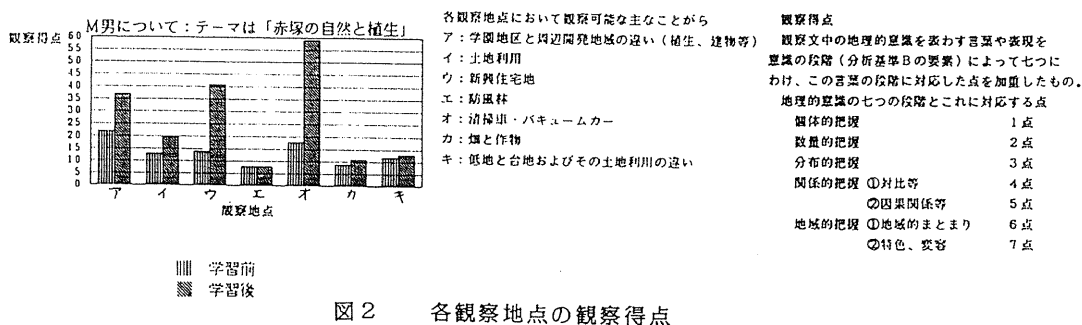 M男について：テーマは「赤塚の自然と植生」
観察得点
60
55
50
45
40
35
30
25
20
15
10
5
0
ア イ ウ エ オ カ キ
観察地点
学習前
学習後
各観察地点において観察可能な主なことがら
ア：学園地区と周辺開発地域の違い（植生、建物等）
イ：土地利用
ウ：新興住宅地
エ：防風林
オ：清掃車・バキュームカー
カ：畑と作物
キ：低地と台地およびその土地利用の違い
観察得点
観察文中の地理的意識を表わす言葉や表現を
意識の段階（分析基準Bの要素）によって七つに
わけ、この言葉の段階に対応した点を加重したもの。
地理的意識の七つの段階とこれに対応する点
個体的把握 1点
数量的把握 2点
分布的把握 3点
関係的把握 ①対比等 4点
②因果関係等 5点
地域的把握 ①地域的まとまり 6点
②特色、変容 7点
図2 各観察地点の観察得点